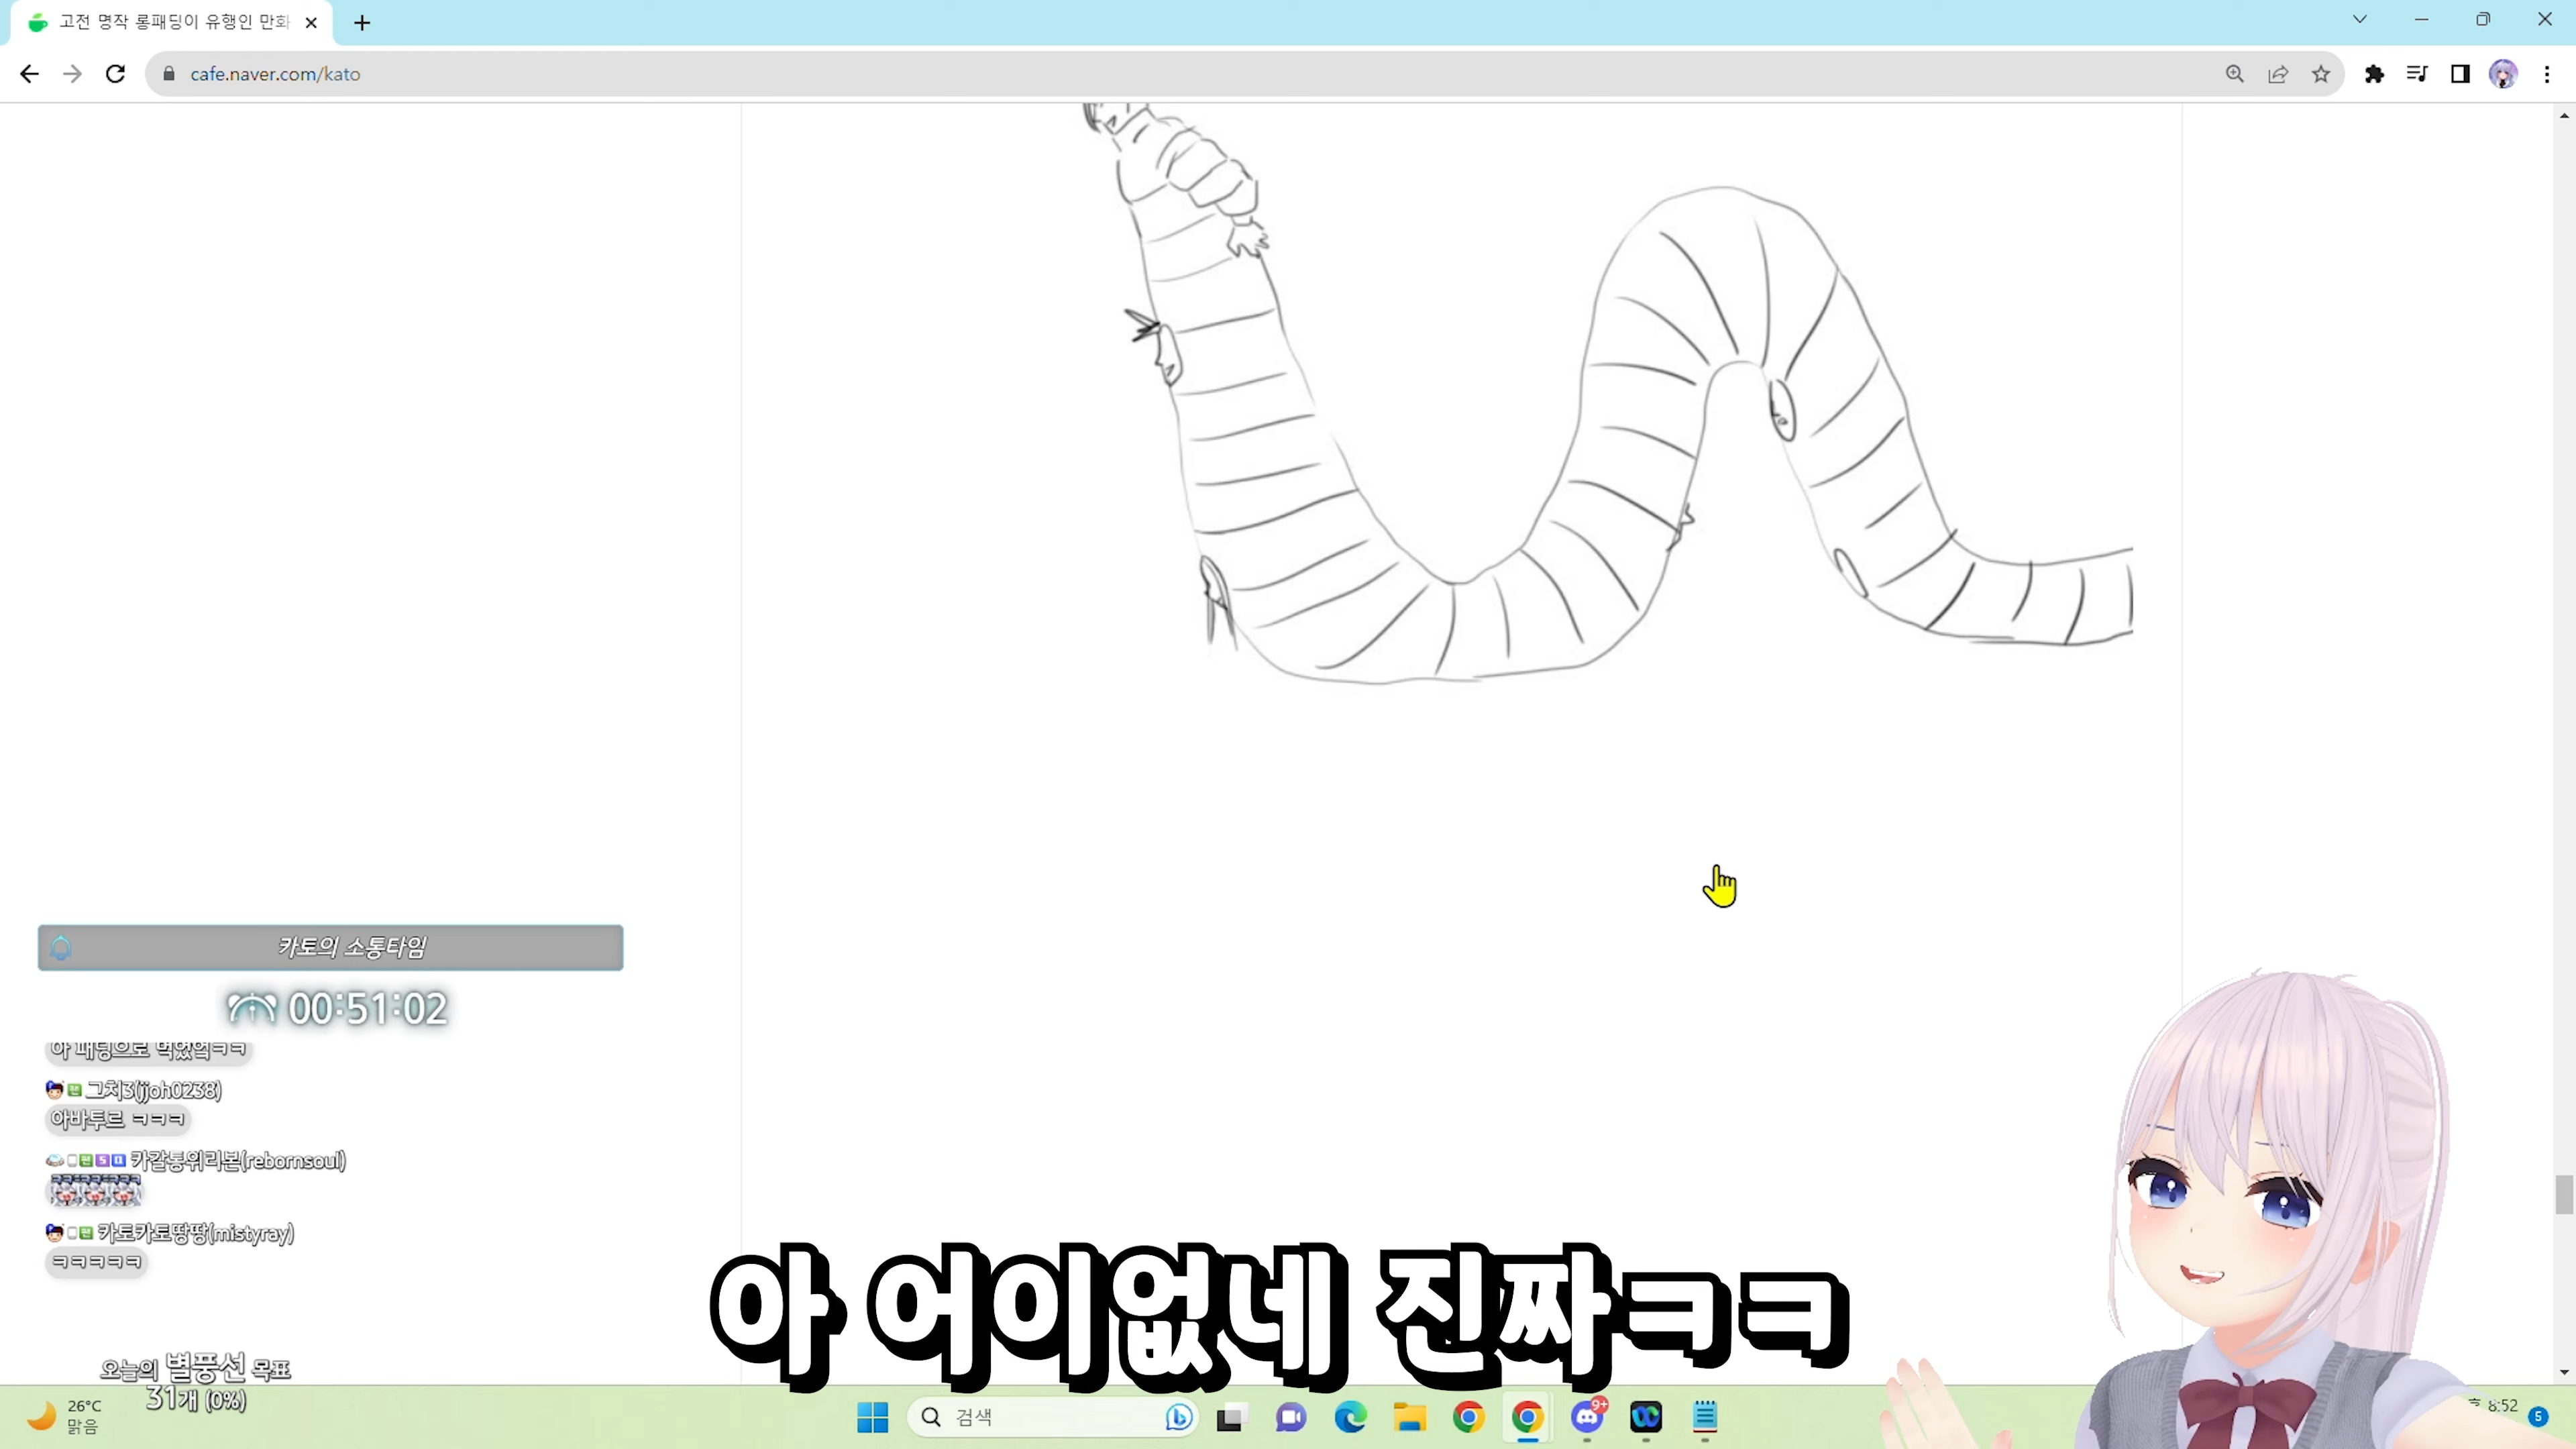 고전 명작 롱패딩이 유행인 만화
cafe.naver.com/kato
카토의 소통타임
00:51:02
그처3(jjoh0238)
아바투르 ㅋㅋㅋ
카갈통위리본(rebornsoul)
카토카토땅땅(mistyray)
ㅋㅋㅋㅋㅋ
아 어이없네 진짜ㅋㅋ
오늘의 별풍선 목표
31개 (0%)
26°C
맑음
검색
9+
8:52
5